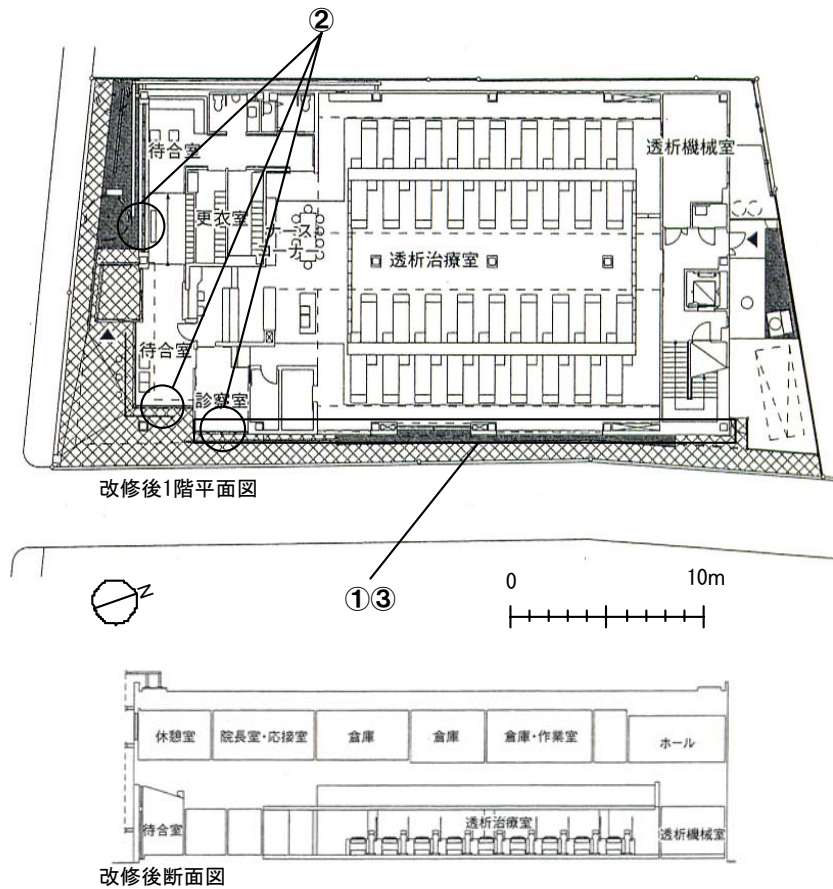 ②
待合室
透析機械室
更衣室
ナース
コーナー
透析治療室
待合室
診察室
改修後1階平面図
①③
0 10m
N
休憩室 院長室・応接室 倉庫 倉庫 倉庫・作業室 ホール
待合室 透析治療室 透析機械室
改修後断面図